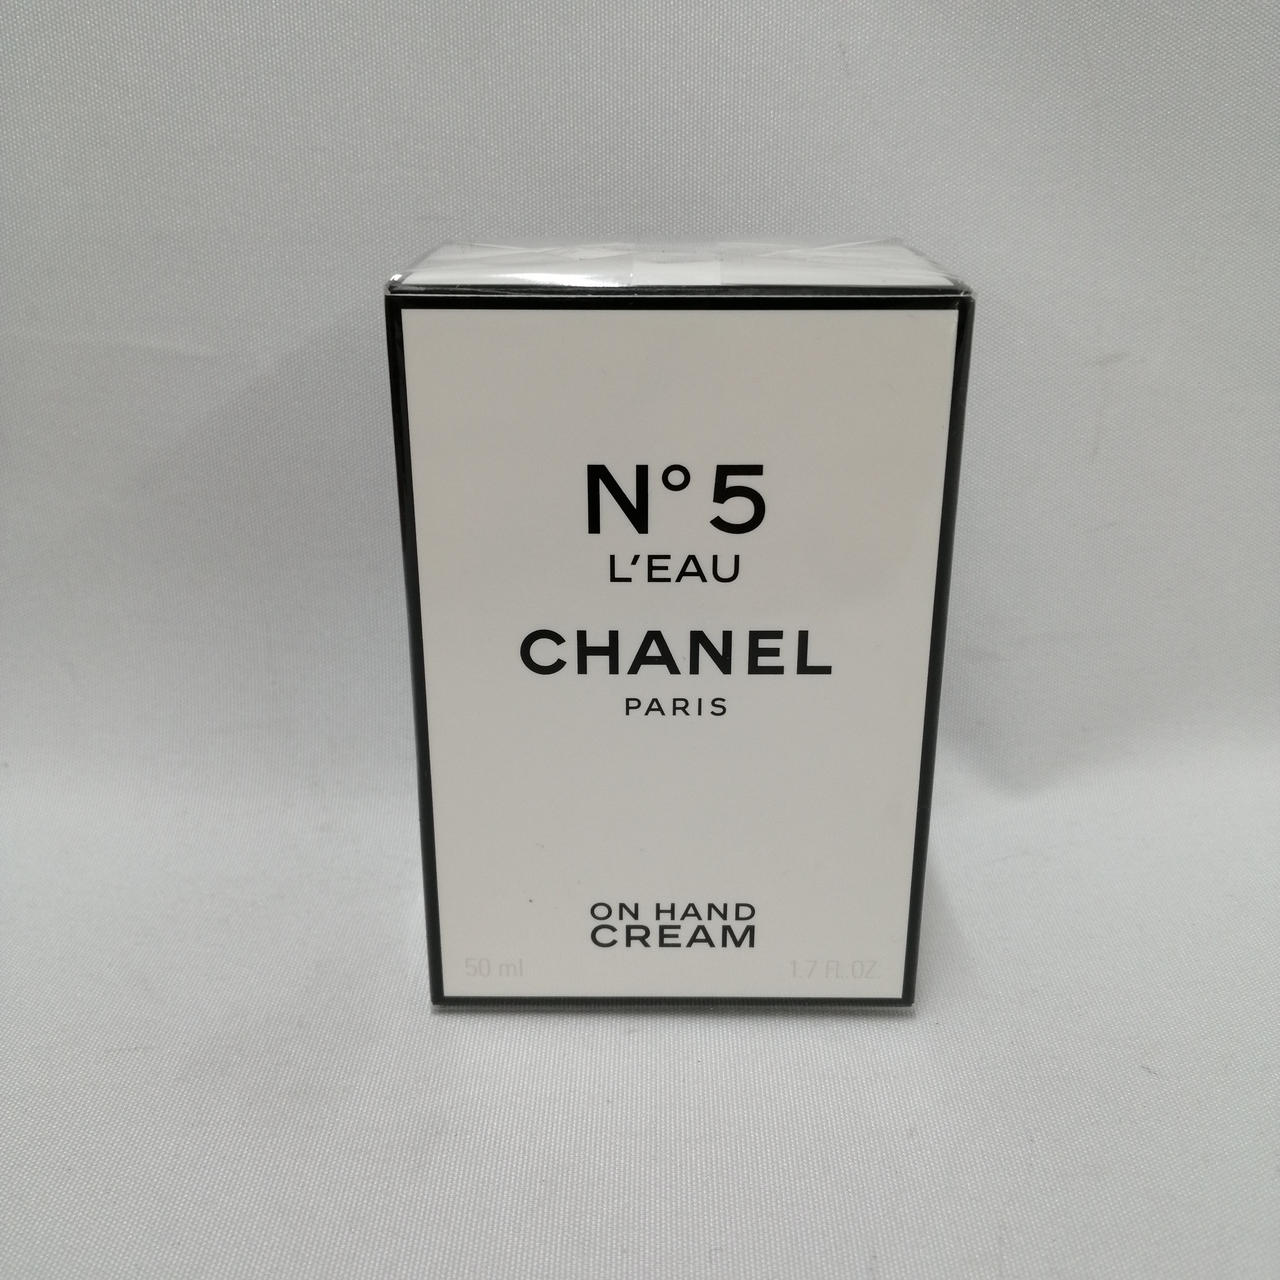 N°5
L'EAU
CHANEL
PARIS
ON HAND
CREAM
50 ml 1.7 FL.OZ.